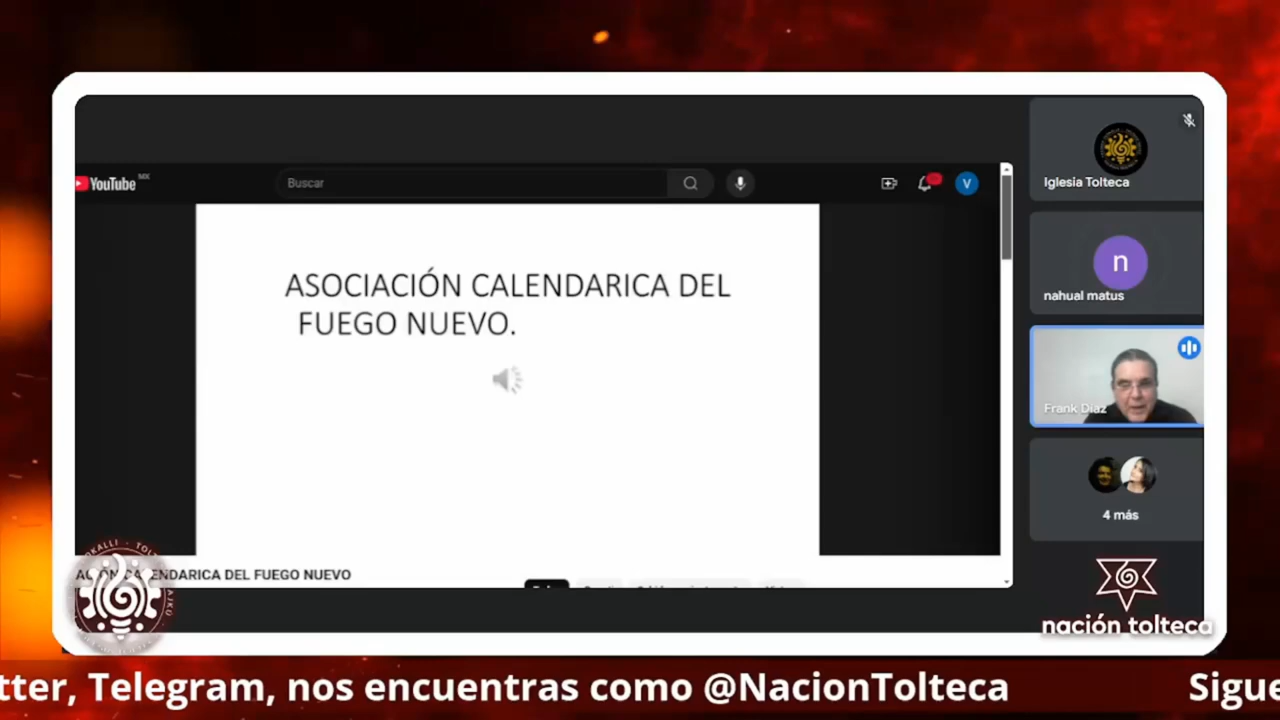 YouTube MX
Buscar
V
ASOCIACIÓN CALENDARICA DEL
FUEGO NUEVO.
ACIÓN CALENDARICA DEL FUEGO NUEVO
Iglesia Tolteca
n
nahual matus
Frank Díaz
4 más
nación tolteca
tter, Telegram, nos encuentras como @NacionTolteca
Sigue